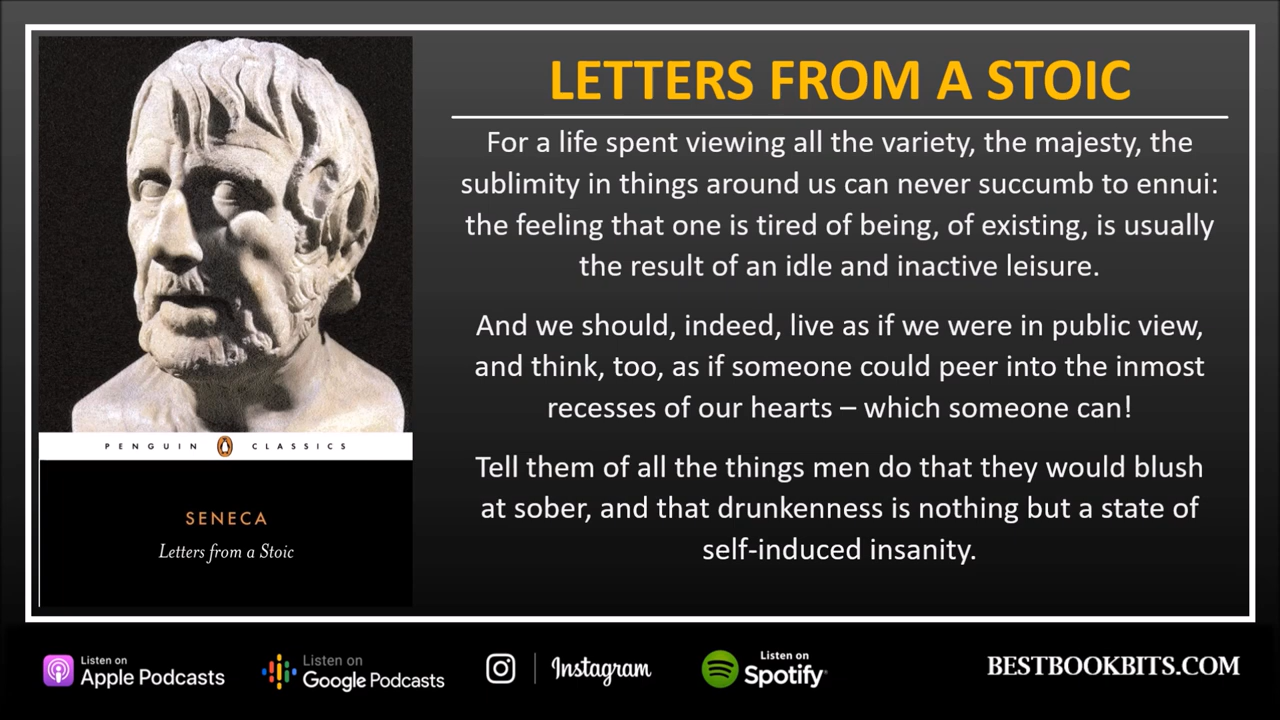 LETTERS FROM A STOIC
For a life spent viewing all the variety, the majesty, the
sublimity in things around us can never succumb to ennui:
the feeling that one is tired of being, of existing, is usually
the result of an idle and inactive leisure.
And we should, indeed, live as if we were in public view,
and think, too, as if someone could peer into the inmost
recesses of our hearts – which someone can!
Tell them of all the things men do that they would blush
at sober, and that drunkenness is nothing but a state of
self-induced insanity.
PENGUIN CLASSICS
SENECA
Letters from a Stoic
Listen on
Apple Podcasts
Listen on
Google Podcasts
Instagram
Listen on
Spotify
BESTBOOKBITS.COM